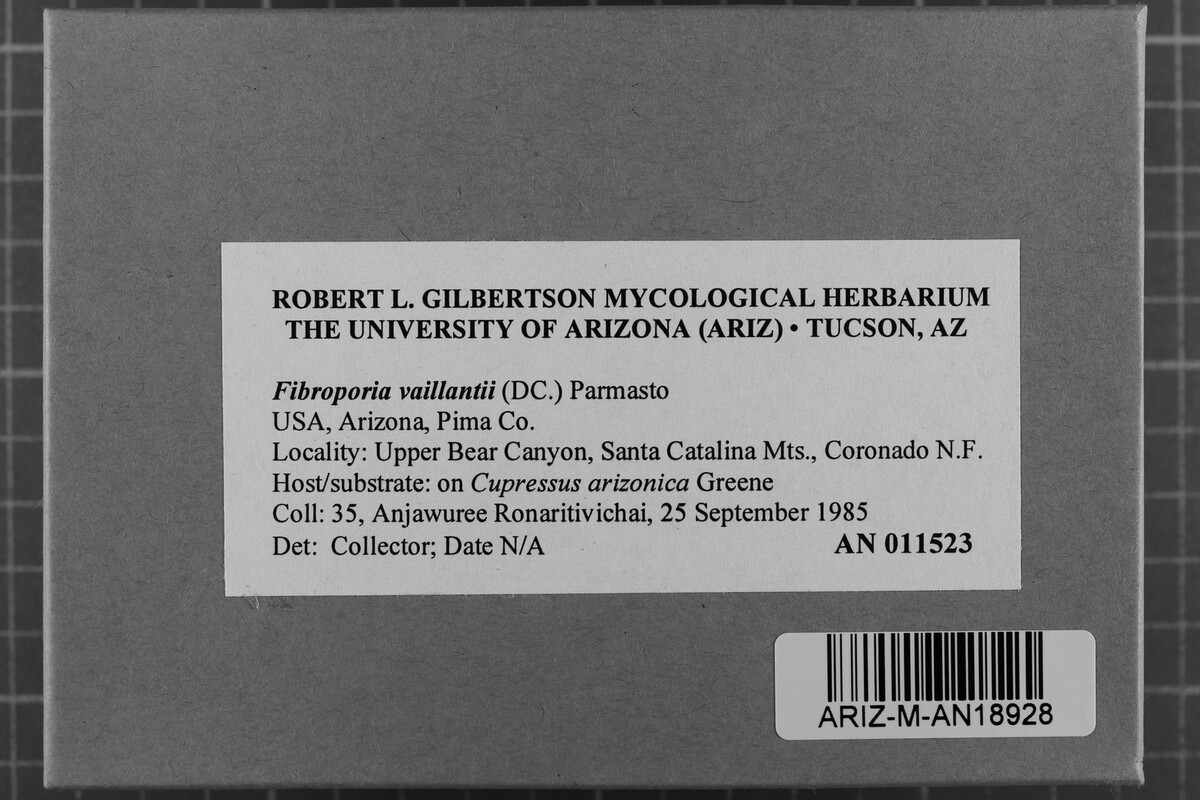 ROBERT L. GILBERTSON MYCOLOGICAL HERBARIUM
THE UNIVERSITY OF ARIZONA (ARIZ) • TUCSON, AZ
Fibroporia vaillantii (DC.) Parmasto
USA, Arizona, Pima Co.
Locality: Upper Bear Canyon, Santa Catalina Mts., Coronado N.F.
Host/substrate: on Cupressus arizonica Greene
Coll: 35, Anjawuree Ronaritivichai, 25 September 1985
Det: Collector; Date N/A AN 011523
ARIZ-M-AN18928